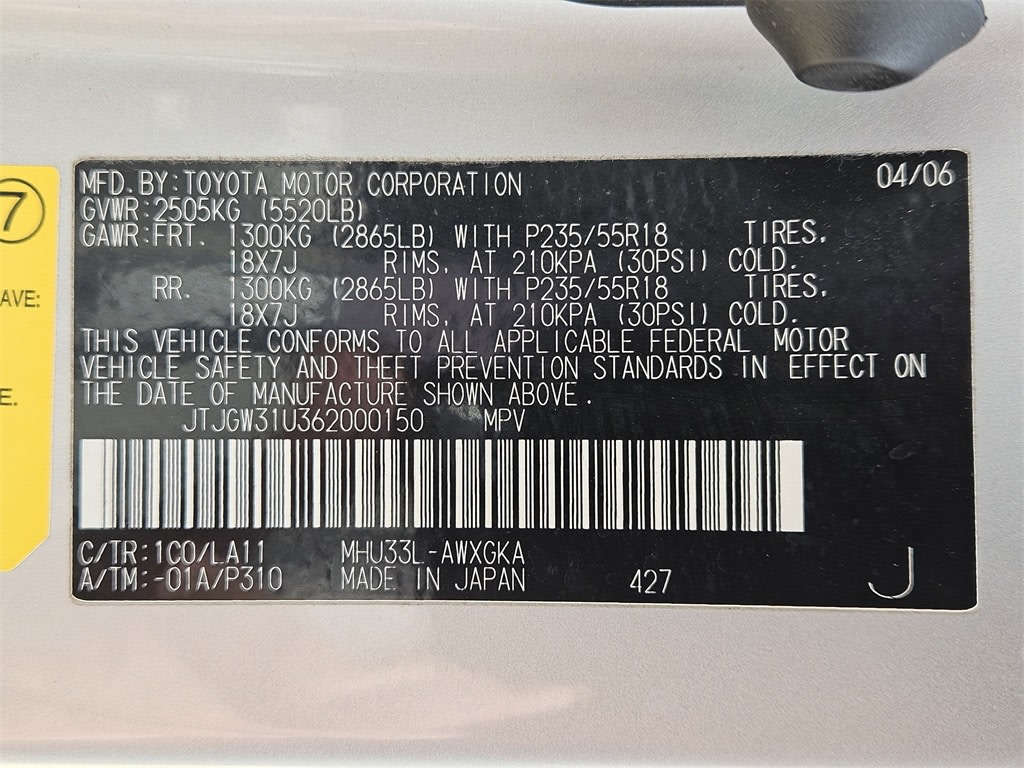 7
AVE:
E.
MFD.BY:TOYOTA MOTOR CORPORATION 04/06
GVWR:2505KG (5520LB)
GAWR:FRT. 1300KG (2865LB) WITH P235/55R18 TIRES,
18X7J RIMS, AT 210KPA (30PSI) COLD.
RR. 1300KG (2865LB) WITH P235/55R18 TIRES,
18X7J RIMS, AT 210KPA (30PSI) COLD.
THIS VEHICLE CONFORMS TO ALL APPLICABLE FEDERAL MOTOR
VEHICLE SAFETY AND THEFT PREVENTION STANDARDS IN EFFECT ON
THE DATE OF MANUFACTURE SHOWN ABOVE.
JTJGW31U362000150 MPV
C/TR:1C0/LA11 MHU33L-AWXGKA
A/TM:-01A/P310 MADE IN JAPAN 427 J